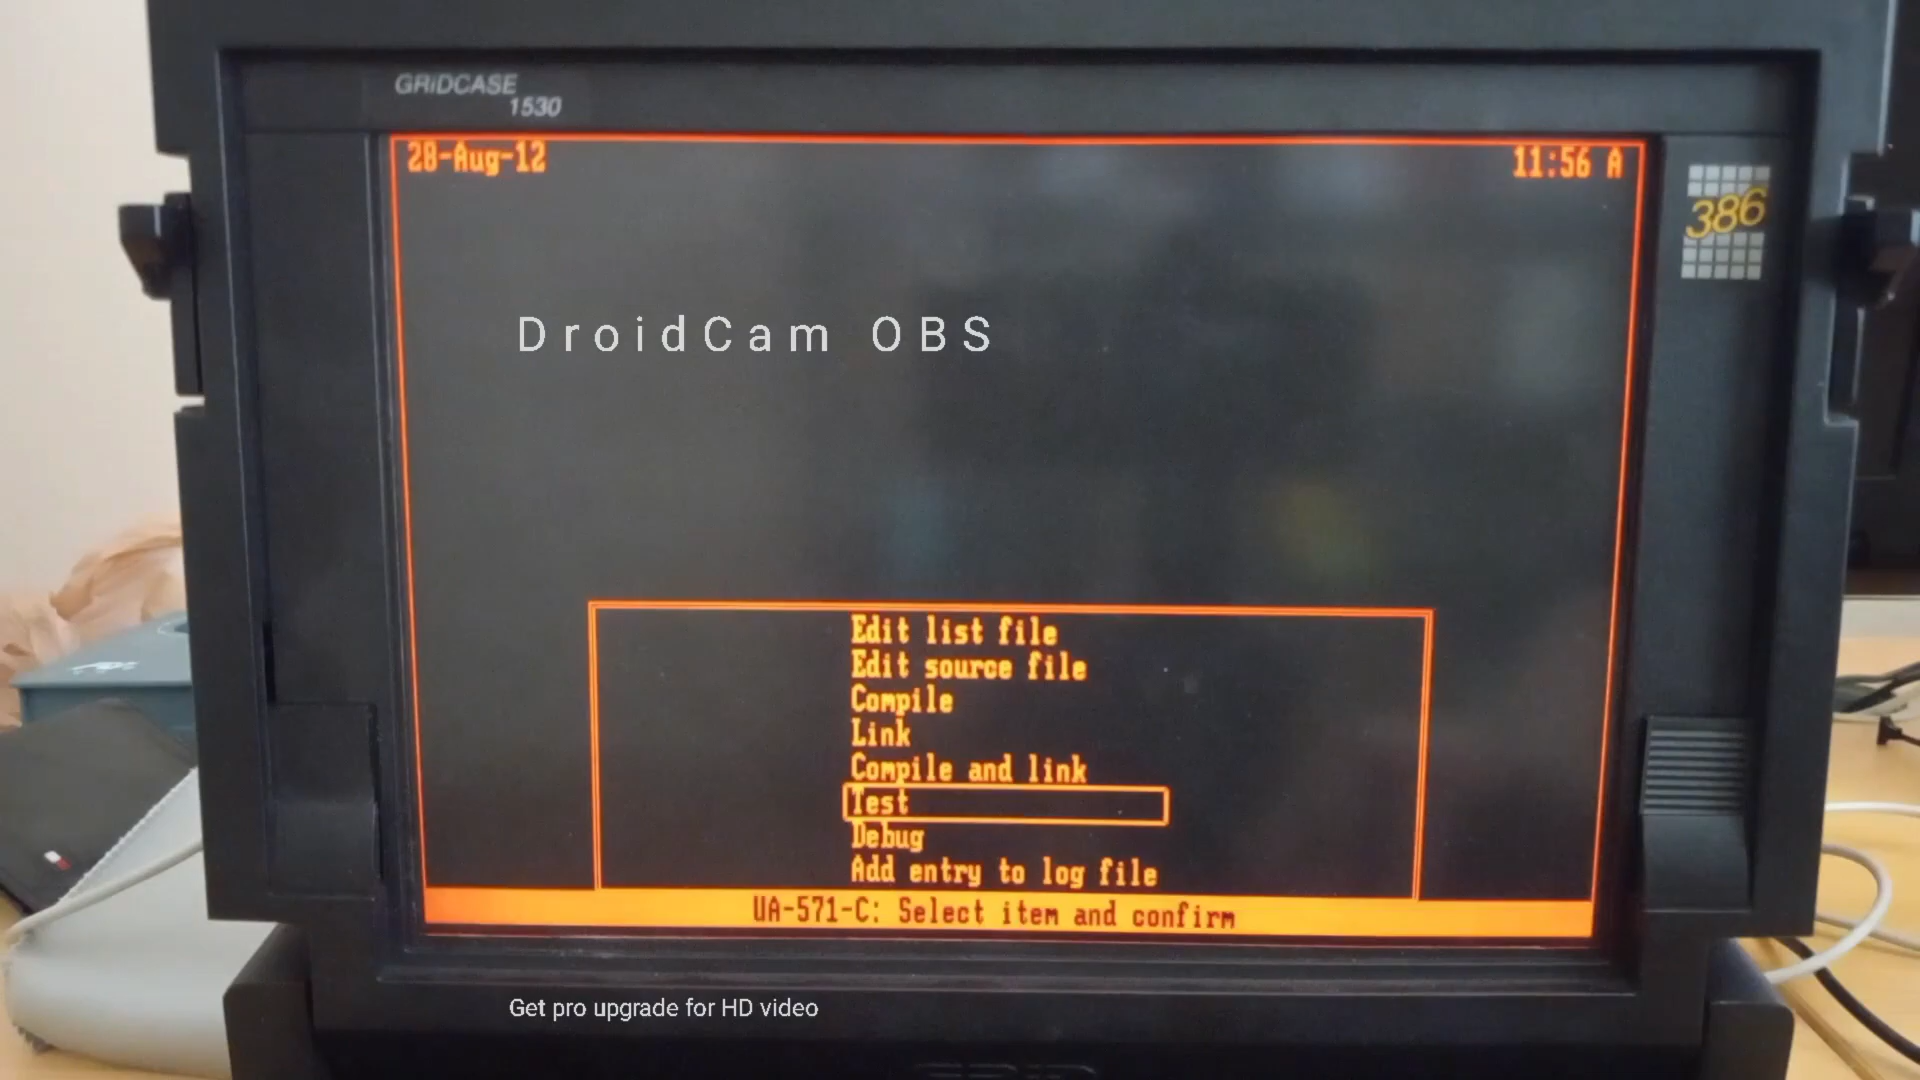 GRiDCASE
1530
28-Aug-12
11:56 A
386
DroidCam OBS
Edit list file
Edit source file
Compile
Link
Compile and link
Test
Debug
Add entry to log file
UA-571-C: Select item and confirm
Get pro upgrade for HD video